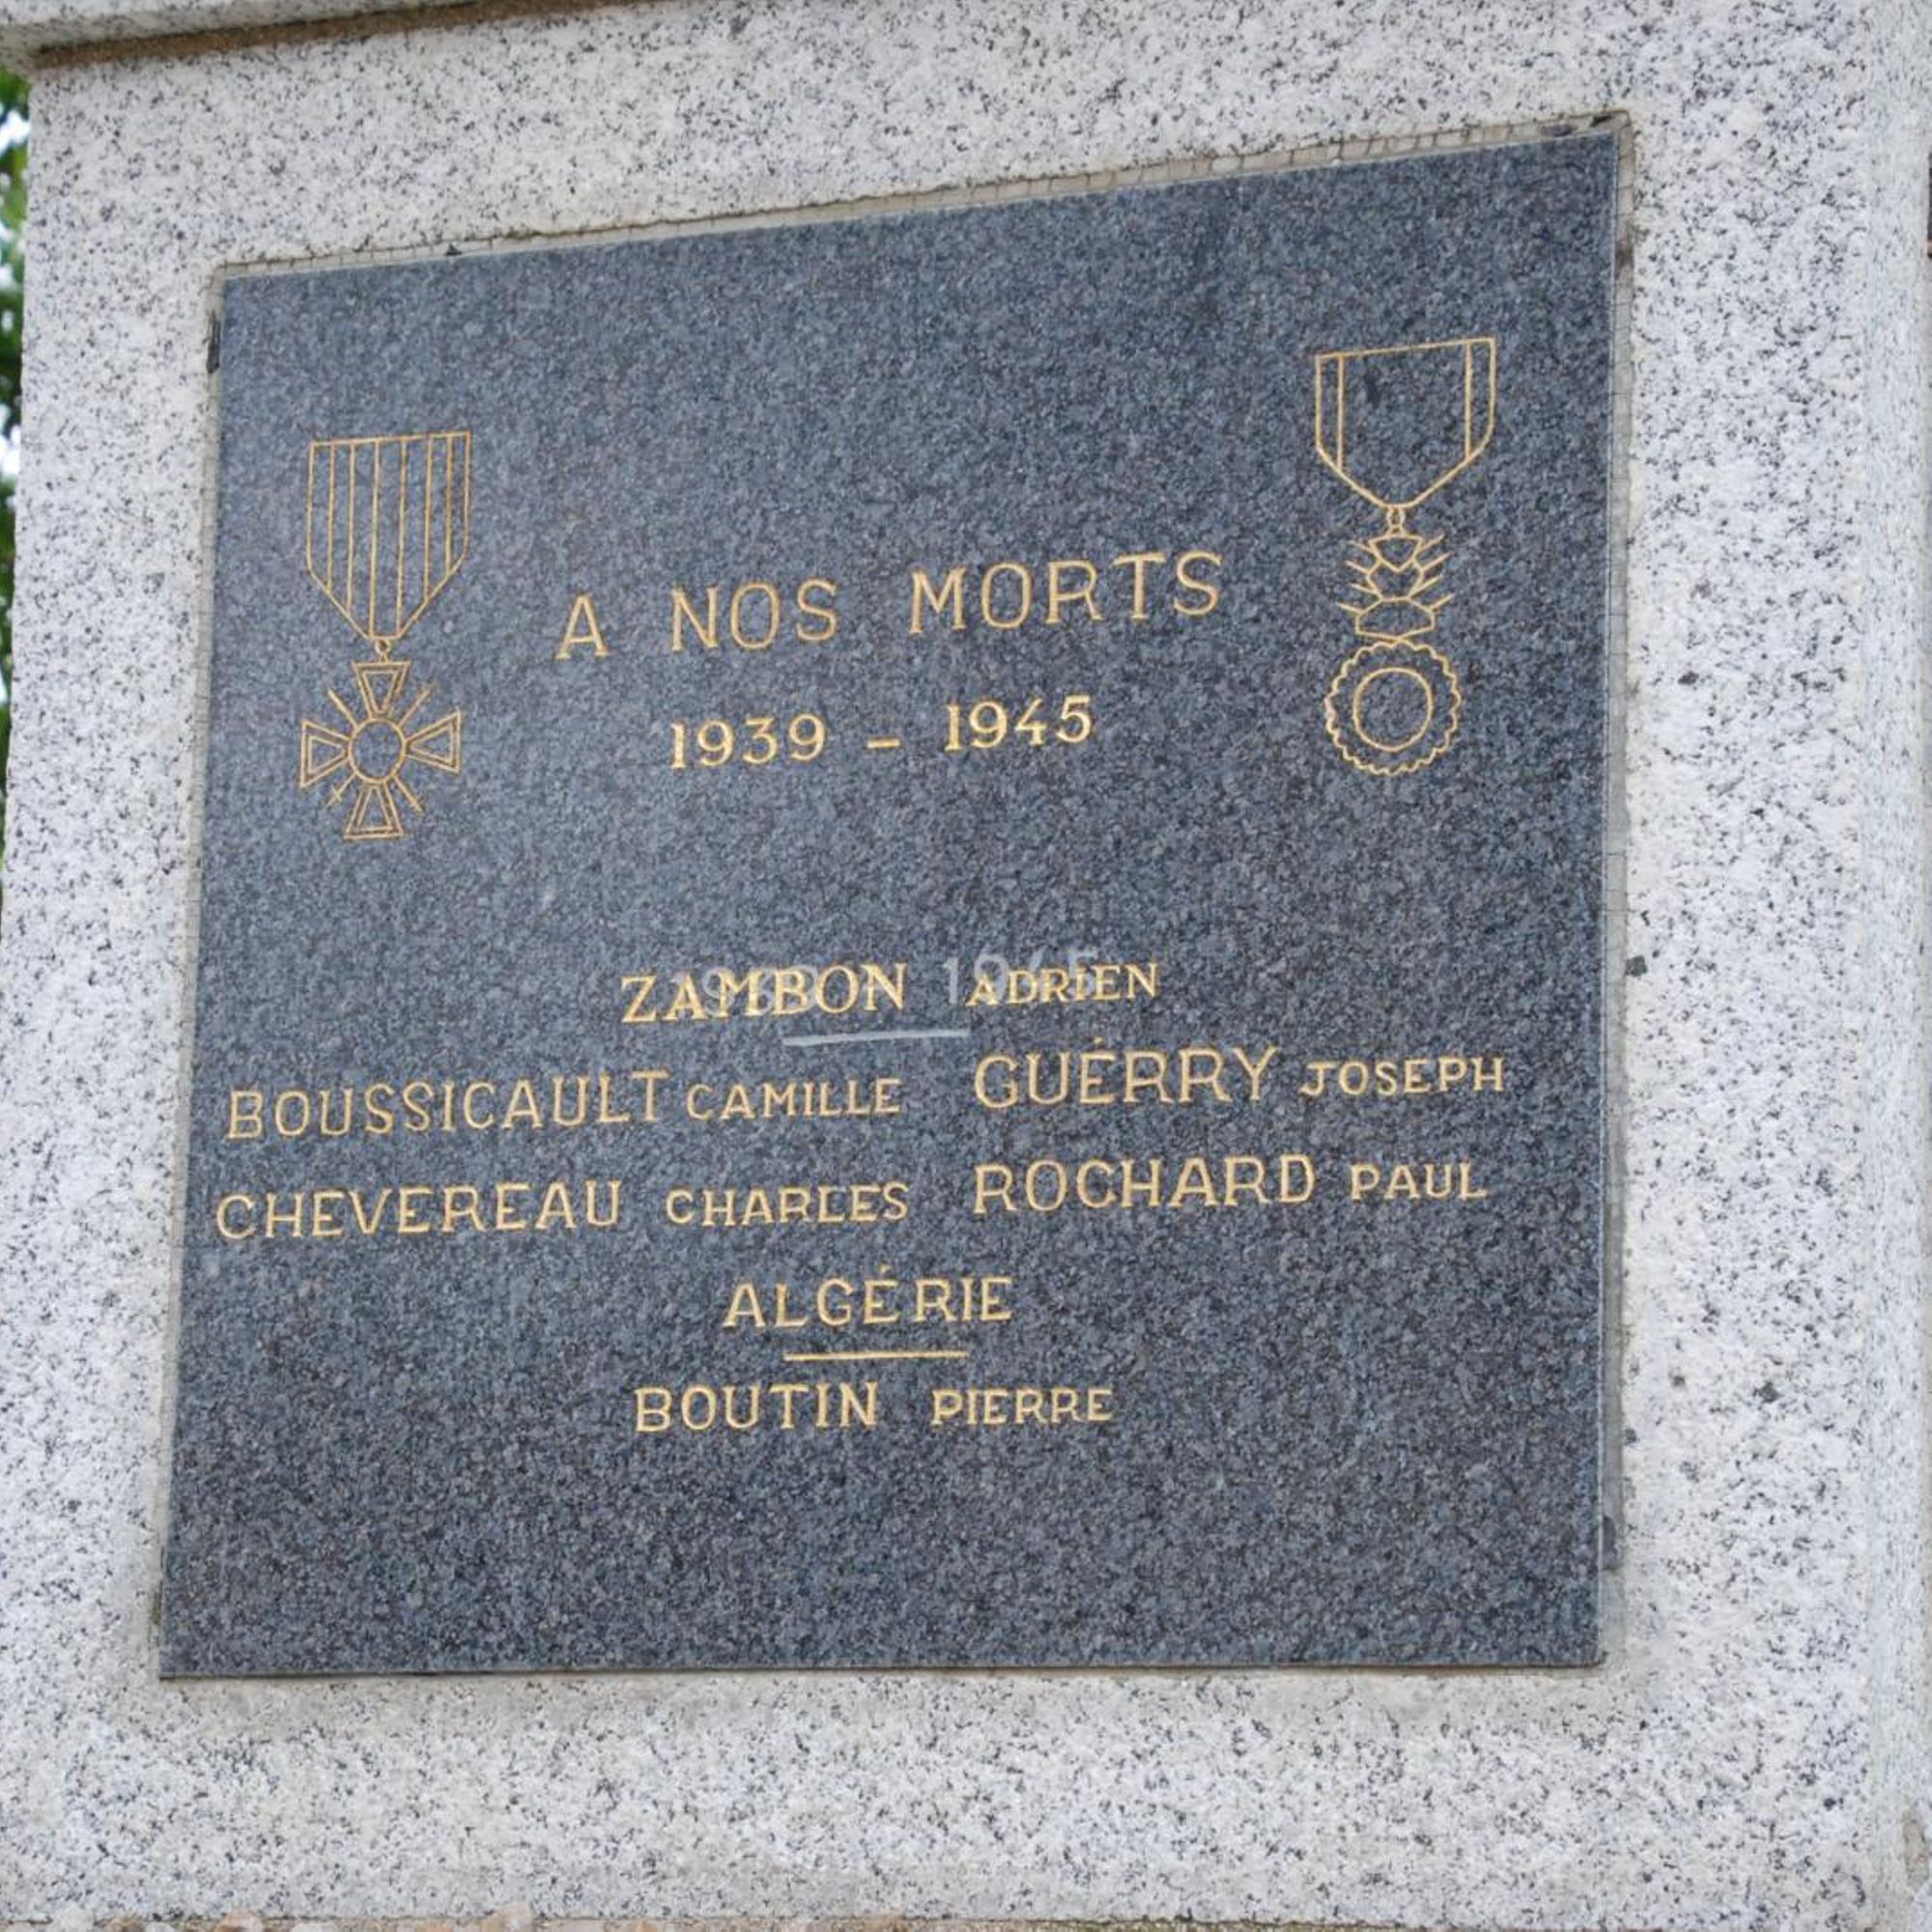 A NOS MORTS
1939 - 1945
ZAMBON ADRIEN
BOUSSICAULT CAMILLE GUÉRRY JOSEPH
CHEVEREAU CHARLES ROCHARD PAUL
ALGÉRIE
BOUTIN PIERRE